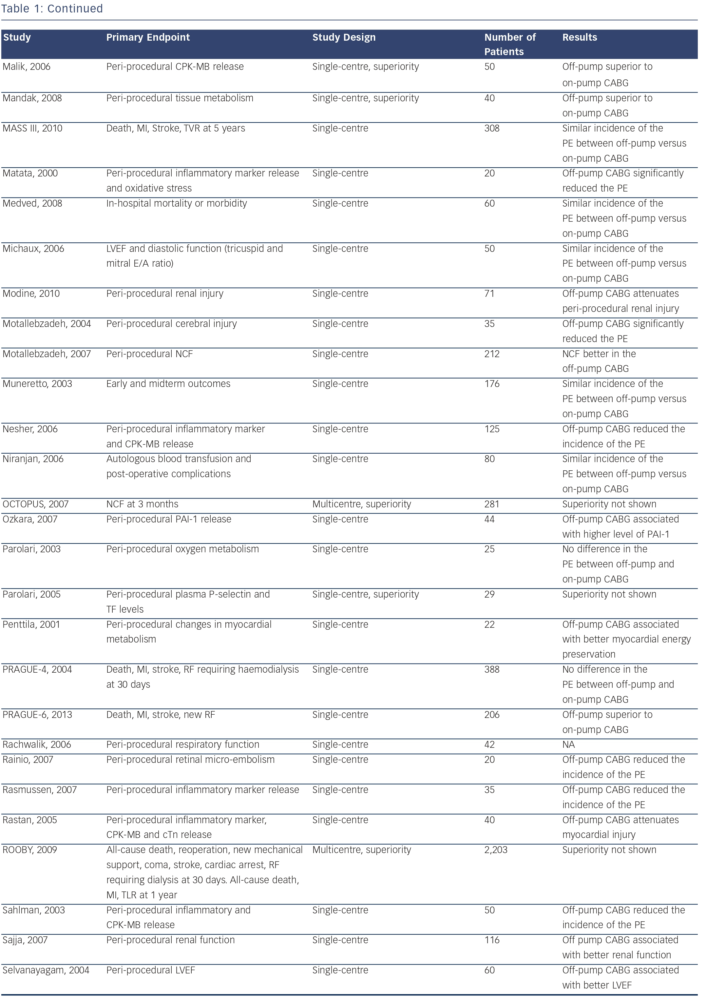 Table 1: Continued
Study Primary Endpoint Study Design Number of Results
Patients
Malik, 2006 Peri-procedural CPK-MB release Single-centre, superiority 50 Off-pump superior to
on-pump CABG
Mandak, 2008 Peri-procedural tissue metabolism Single-centre, superiority 40 Off-pump superior to
on-pump CABG
MASS III, 2010 Death, MI, Stroke, TVR at 5 years Single-centre 308 Similar incidence of the
PE between off-pump versus
on-pump CABG
Matata, 2000 Peri-procedural inflammatory marker release Single-centre 20 Off-pump CABG significantly
and oxidative stress reduced the PE
Medved, 2008 In-hospital mortality or morbidity Single-centre 60 Similar incidence of the
PE between off-pump versus
on-pump CABG
Michaux, 2006 LVEF and diastolic function (tricuspid and Single-centre 50 Similar incidence of the
mitral E/A ratio) PE between off-pump versus
on-pump CABG
Modine, 2010 Peri-procedural renal injury Single-centre 71 Off-pump CABG attenuates
peri-procedural renal injury
Motallebzadeh, 2004 Peri-procedural cerebral injury Single-centre 35 Off-pump CABG significantly
reduced the PE
Motallebzadeh, 2007 Peri-procedural NCF Single-centre 212 NCF better in the
off-pump CABG
Muneretto, 2003 Early and midterm outcomes Single-centre 176 Similar incidence of the
PE between off-pump versus
on-pump CABG
Nesher, 2006 Peri-procedural inflammatory marker Single-centre 125 Off-pump CABG reduced the
and CPK-MB release incidence of the PE
Niranjan, 2006 Autologous blood transfusion and Single-centre 80 Similar incidence of the
post-operative complications PE between off-pump versus
on-pump CABG
OCTOPUS, 2007 NCF at 3 months Multicentre, superiority 281 Superiority not shown
Ozkara, 2007 Peri-procedural PAI-1 release Single-centre 44 Off-pump CABG associated
with higher level of PAI-1
Parolari, 2003 Peri-procedural oxygen metabolism Single-centre 25 No difference in the
PE between off-pump and
on-pump CABG
Parolari, 2005 Peri-procedural plasma P-selectin and Single-centre, superiority 29 Superiority not shown
TF levels
Penttila, 2001 Peri-procedural changes in myocardial Single-centre 22 Off-pump CABG associated
metabolism with better myocardial energy
preservation
PRAGUE-4, 2004 Death, MI, stroke, RF requiring haemodialysis Single-centre 388 No difference in the
at 30 days PE between off-pump and
on-pump CABG
PRAGUE-6, 2013 Death, MI, stroke, new RF Single-centre 206 Off-pump superior to
on-pump CABG
Rachwalik, 2006 Peri-procedural respiratory function Single-centre 42 NA
Rainio, 2007 Peri-procedural retinal micro-embolism Single-centre 20 Off-pump CABG reduced the
incidence of the PE
Rasmussen, 2007 Peri-procedural inflammatory marker release Single-centre 35 Off-pump CABG reduced the
incidence of the PE
Rastan, 2005 Peri-procedural inflammatory marker, Single-centre 40 Off-pump CABG attenuates
CPK-MB and cTn release myocardial injury
ROOBY, 2009 All-cause death, reoperation, new mechanical Multicentre, superiority 2,203 Superiority not shown
support, coma, stroke, cardiac arrest, RF
requiring dialysis at 30 days. All-cause death,
MI, TLR at 1 year
Sahlman, 2003 Peri-procedural inflammatory and Single-centre 50 Off-pump CABG reduced the
CPK-MB release incidence of the PE
Sajja, 2007 Peri-procedural renal function Single-centre 116 Off pump CABG associated
with better renal function
Selvanayagam, 2004 Peri-procedural LVEF Single-centre 60 Off-pump CABG associated
with better LVEF